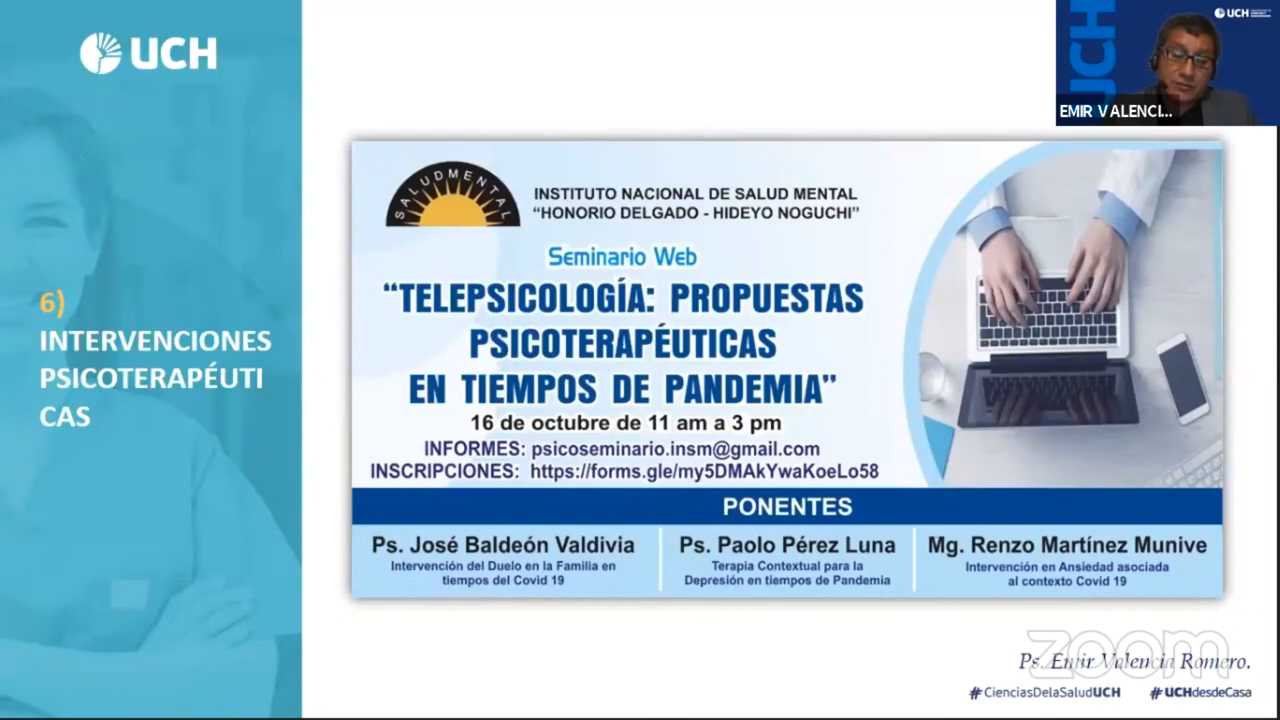 UCH
6)
INTERVENCIONES
PSICOTERAPÉUTI
CAS
SALUDMENTAL
INSTITUTO NACIONAL DE SALUD MENTAL
“HONORIO DELGADO - HIDEYO NOGUCHI”
Seminario Web
“TELEPSICOLOGÍA: PROPUESTAS
PSICOTERAPÉUTICAS
EN TIEMPOS DE PANDEMIA”
16 de octubre de 11 am a 3 pm
INFORMES: psicoseminario.insm@gmail.com
INSCRIPCIONES: https://forms.gle/my5DMAkYwaKoeLo58
PONENTES
Ps. José Baldeón Valdivia
Intervención del Duelo en la Familia en
tiempos del Covid 19
Ps. Paolo Pérez Luna
Terapia Contextual para la
Depresión en tiempos de Pandemia
Mg. Renzo Martínez Munive
Intervención en Ansiedad asociada
al contexto Covid 19
UCH
UCH
EMIR VALENCI...
zoom
Ps. Emir Valencia Romero.
#CienciasDelaSaludUCH #UCHdesdeCasa